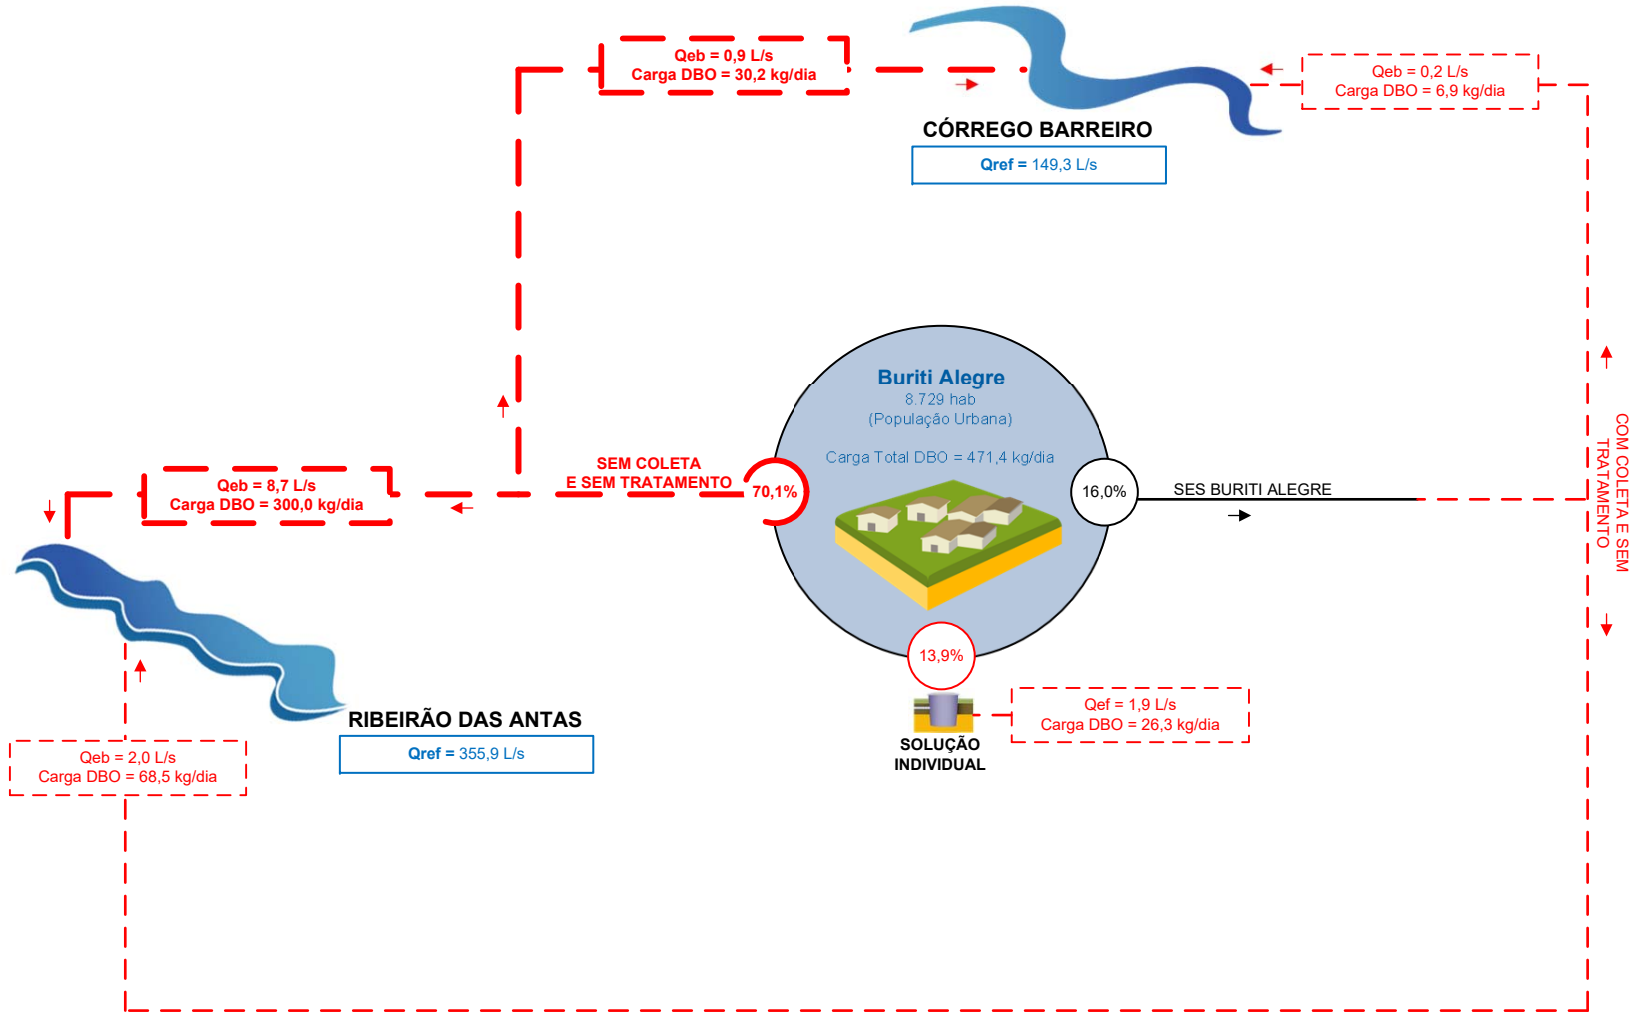 Qeb = 0,9 L/s
Carga DBO = 30,2 kg/dia
Qeb = 0,2 L/s
Carga DBO = 6,9 kg/dia
CÓRREGO BARREIRO
Qref = 149,3 L/s
Buriti Alegre
8.729 hab
(População Urbana)
Carga Total DBO = 471,4 kg/dia
SEM COLETA
E SEM TRATAMENTO
70,1%
16,0%
SES BURITI ALEGRE
COM COLETA E SEM
TRATAMENTO
Qeb = 8,7 L/s
Carga DBO = 300,0 kg/dia
13,9%
Qef = 1,9 L/s
Carga DBO = 26,3 kg/dia
SOLUÇÃO
INDIVIDUAL
RIBEIRÃO DAS ANTAS
Qref = 355,9 L/s
Qeb = 2,0 L/s
Carga DBO = 68,5 kg/dia